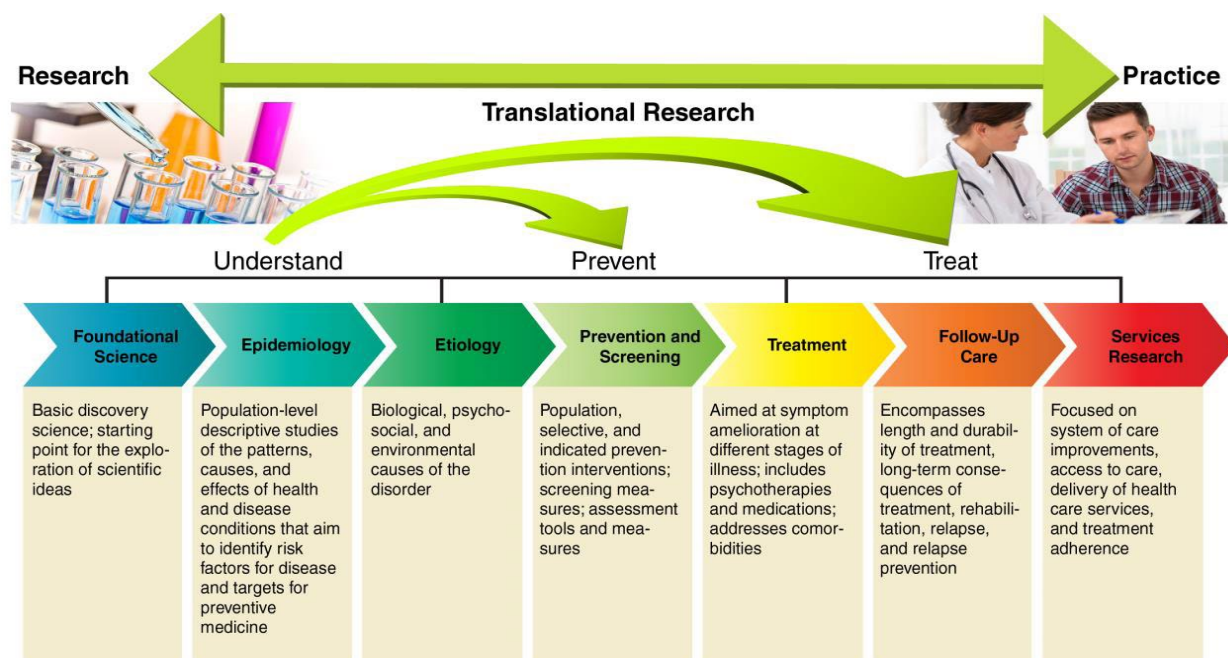 Research
Practice
Translational Research
Understand
Prevent
Treat
Foundational
Science
Epidemiology
Etiology
Prevention and
Screening
Treatment
Follow-Up
Care
Services
Research
Basic discovery
science; starting
point for the explo-
ration of scientific
ideas
Population-level
descriptive studies
of the patterns,
causes, and
effects of health
and disease
conditions that aim
to identify risk
factors for disease
and targets for
preventive
medicine
Biological, psycho-
social, and
environmental
causes of the
disorder
Population,
selective, and
indicated preven-
tion interventions;
screening mea-
sures; assessment
tools and mea-
sures
Aimed at symptom
amelioration at
different stages of
illness; includes
psychotherapies
and medications;
addresses comor-
bidities
Encompasses
length and durabil-
ity of treatment,
long-term conse-
quences of
treatment, rehabili-
tation, relapse,
and relapse
prevention
Focused on
system of care
improvements,
access to care,
delivery of health
care services,
and treatment
adherence